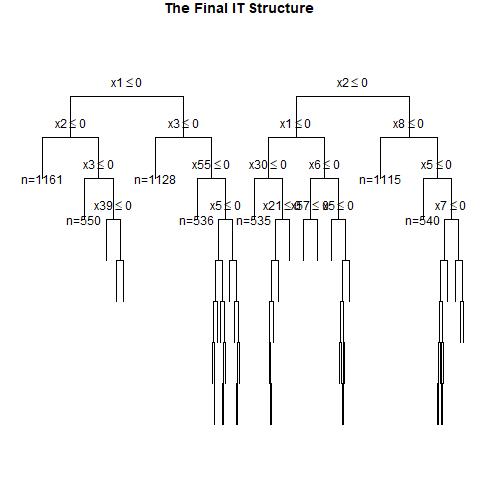 The Final IT Structure
x1 ≤ 0 x2 ≤ 0
x2 ≤ 0 x3 ≤ 0 x1 ≤ 0 x8 ≤ 0
x3 ≤ 0 x55 ≤ 0 x30 ≤ 0 x6 ≤ 0 x5 ≤ 0
n=1161 n=1128 n=1115
x39 ≤ 0 x5 ≤ 0 x21 ≤ 0 x57 ≤ 0 ≤ 0 x7 ≤ 0
n=550 n=536 n=535 n=540